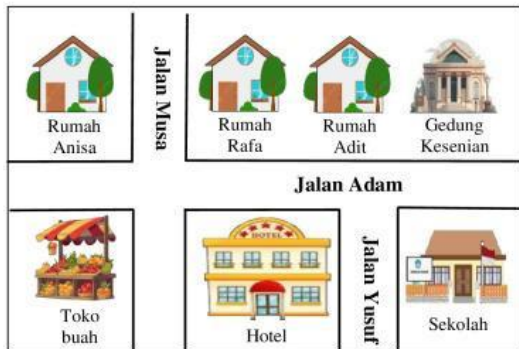 Rumah
Anisa
Jalan Musa
Rumah
Rafa
Rumah
Adit
Gedung
Kesenian
Jalan Adam
Toko
buah
HOTEL
Hotel
Jalan Yusuf
Sekolah